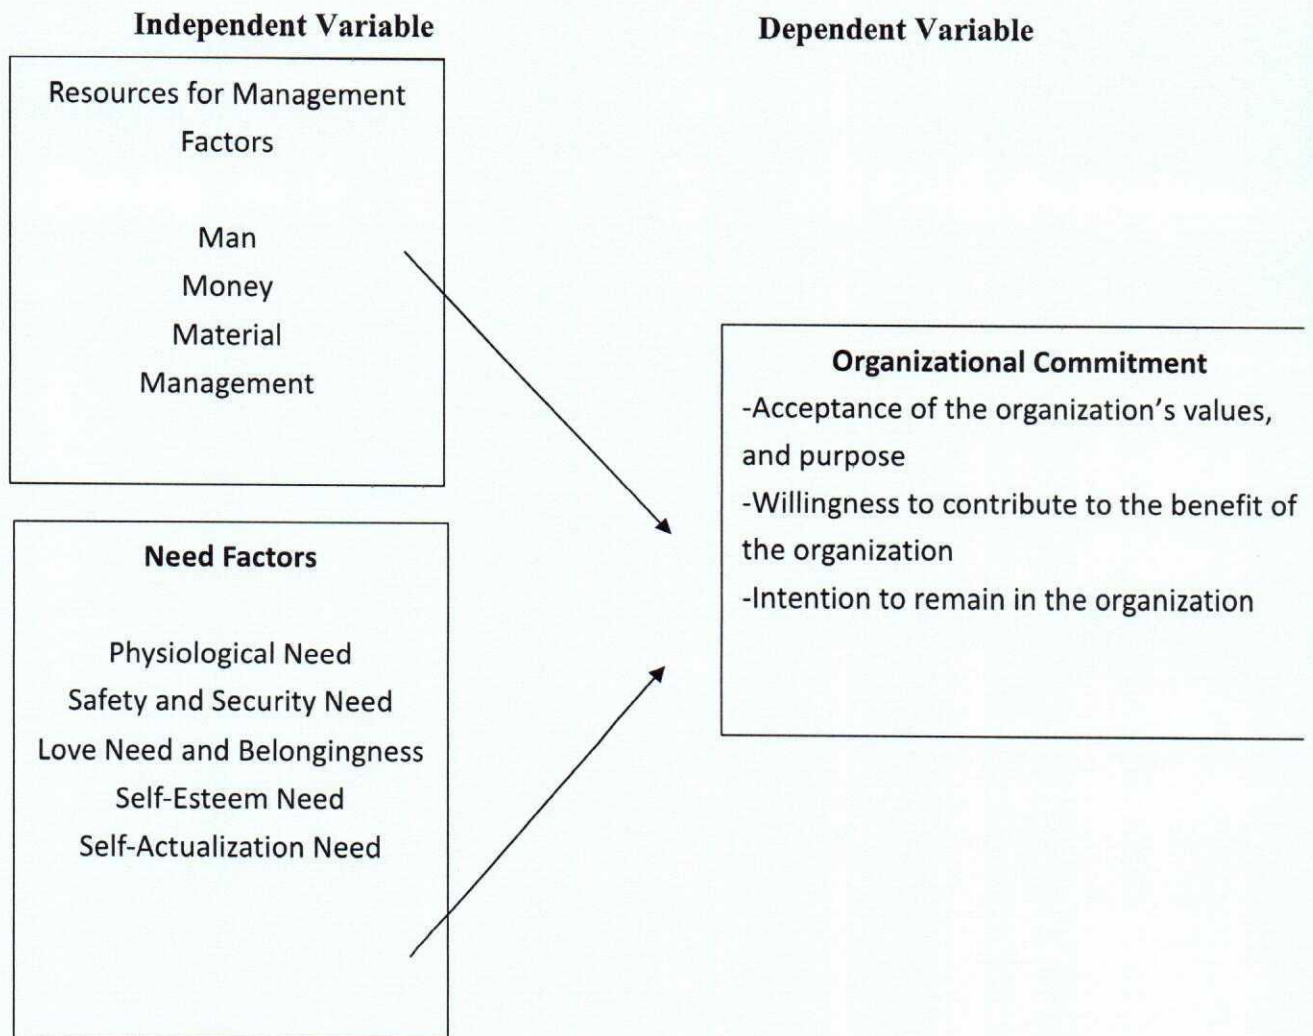 Independent Variable
Dependent Variable
Resources for Management
Factors
Man
Money
Material
Management
Need Factors
Physiological Need
Safety and Security Need
Love Need and Belongingness
Self-Esteem Need
Self-Actualization Need
Organizational Commitment
-Acceptance of the organization's values,
and purpose
-Willingness to contribute to the benefit of
the organization
-Intention to remain in the organization